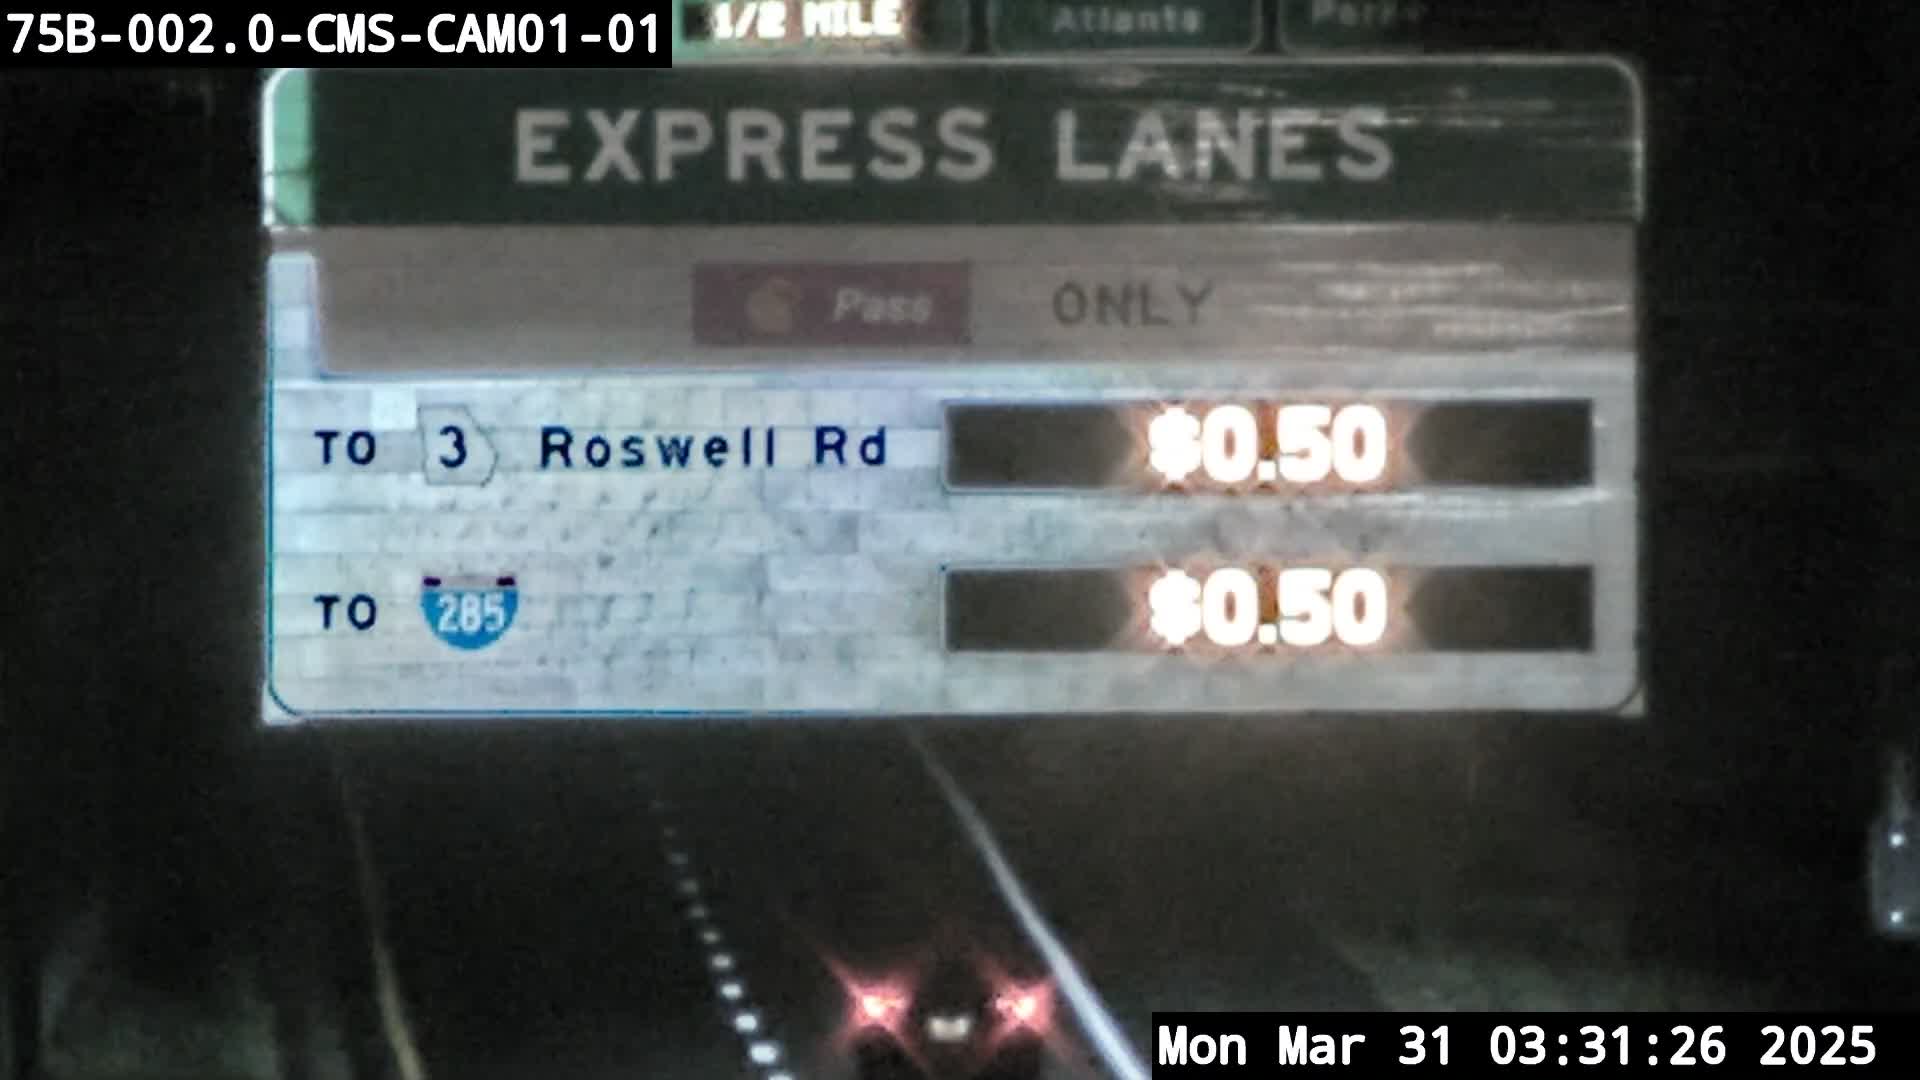 75B-002.0-CMS-CAM01-01
1/2 MILE
Atlanta
EXPRESS LANES
Pass ONLY
TO 3 Roswell Rd $0.50
TO 285 $0.50
Mon Mar 31 03:31:26 2025